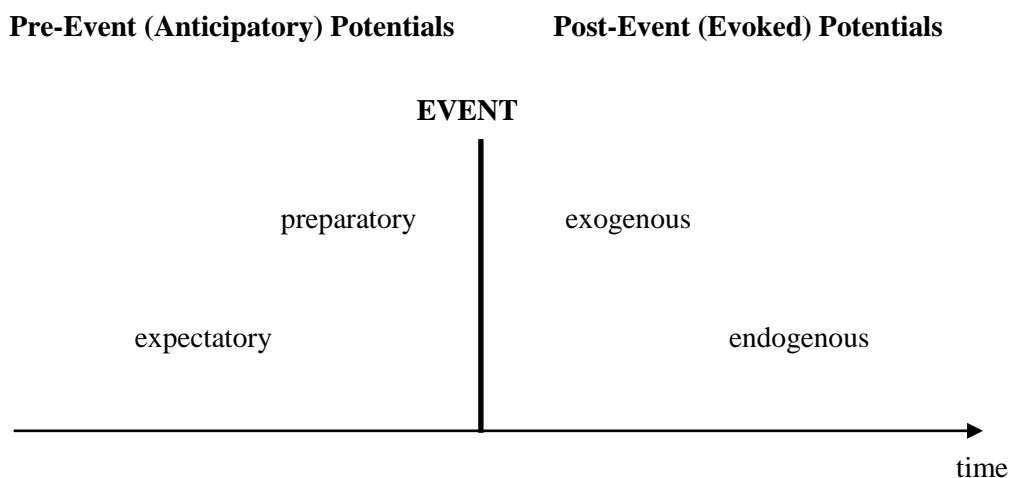 Pre-Event (Anticipatory) Potentials Post-Event (Evoked) Potentials
EVENT
preparatory exogenous
expectatory endogenous
time